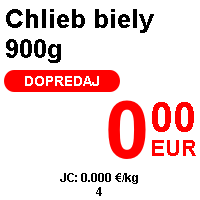 Chlieb biely
900g
DOPREDAJ
0 00
EUR
JC: 0.000 €/kg
4